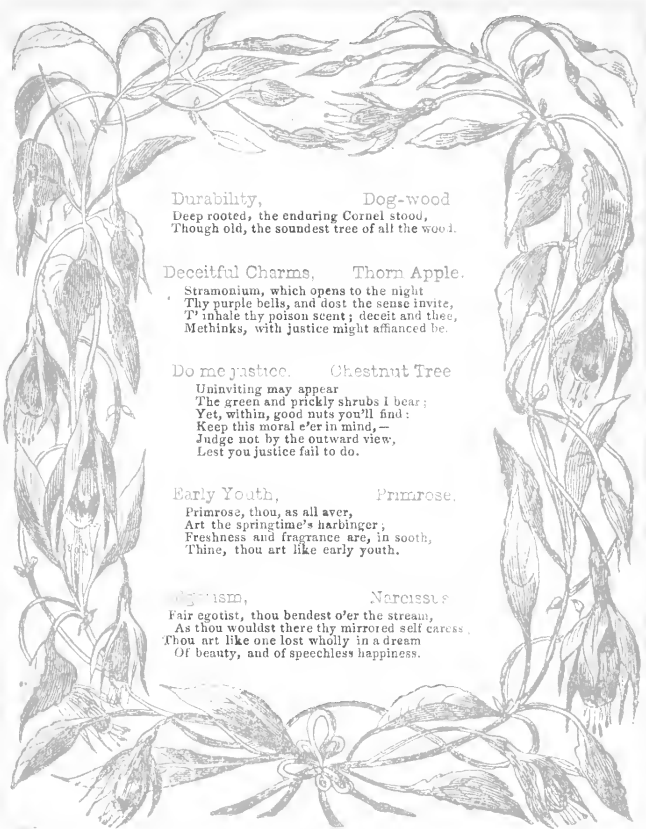 Durability, Dog-wood
Deep rooted, the enduring Cornel stood,
Though old, the soundest tree of all the wood.
Deceitful Charms, Thorn Apple.
Stramonium, which opens to the night
Thy purple bells, and dost the sense invite,
T' inhale thy poison scent; deceit and thee,
Methinks, with justice might affianced be.
Do me justice. Chestnut Tree
Uninviting may appear
The green and prickly shrubs I bear;
Yet, within, good nuts you'll find:
Keep this moral e'er in mind,—
Judge not by the outward view,
Lest you justice fail to do.
Early Youth, Primrose.
Primrose, thou, as all aver,
Art the springtime's harbinger;
Freshness and fragrance are, in sooth,
Thine, thou art like early youth.
Narcissus
Fair egotist, thou bendest o'er the stream,
As thou wouldst there thy mirrored self caress.
Thou art like one lost wholly in a dream
Of beauty, and of speechless happiness.